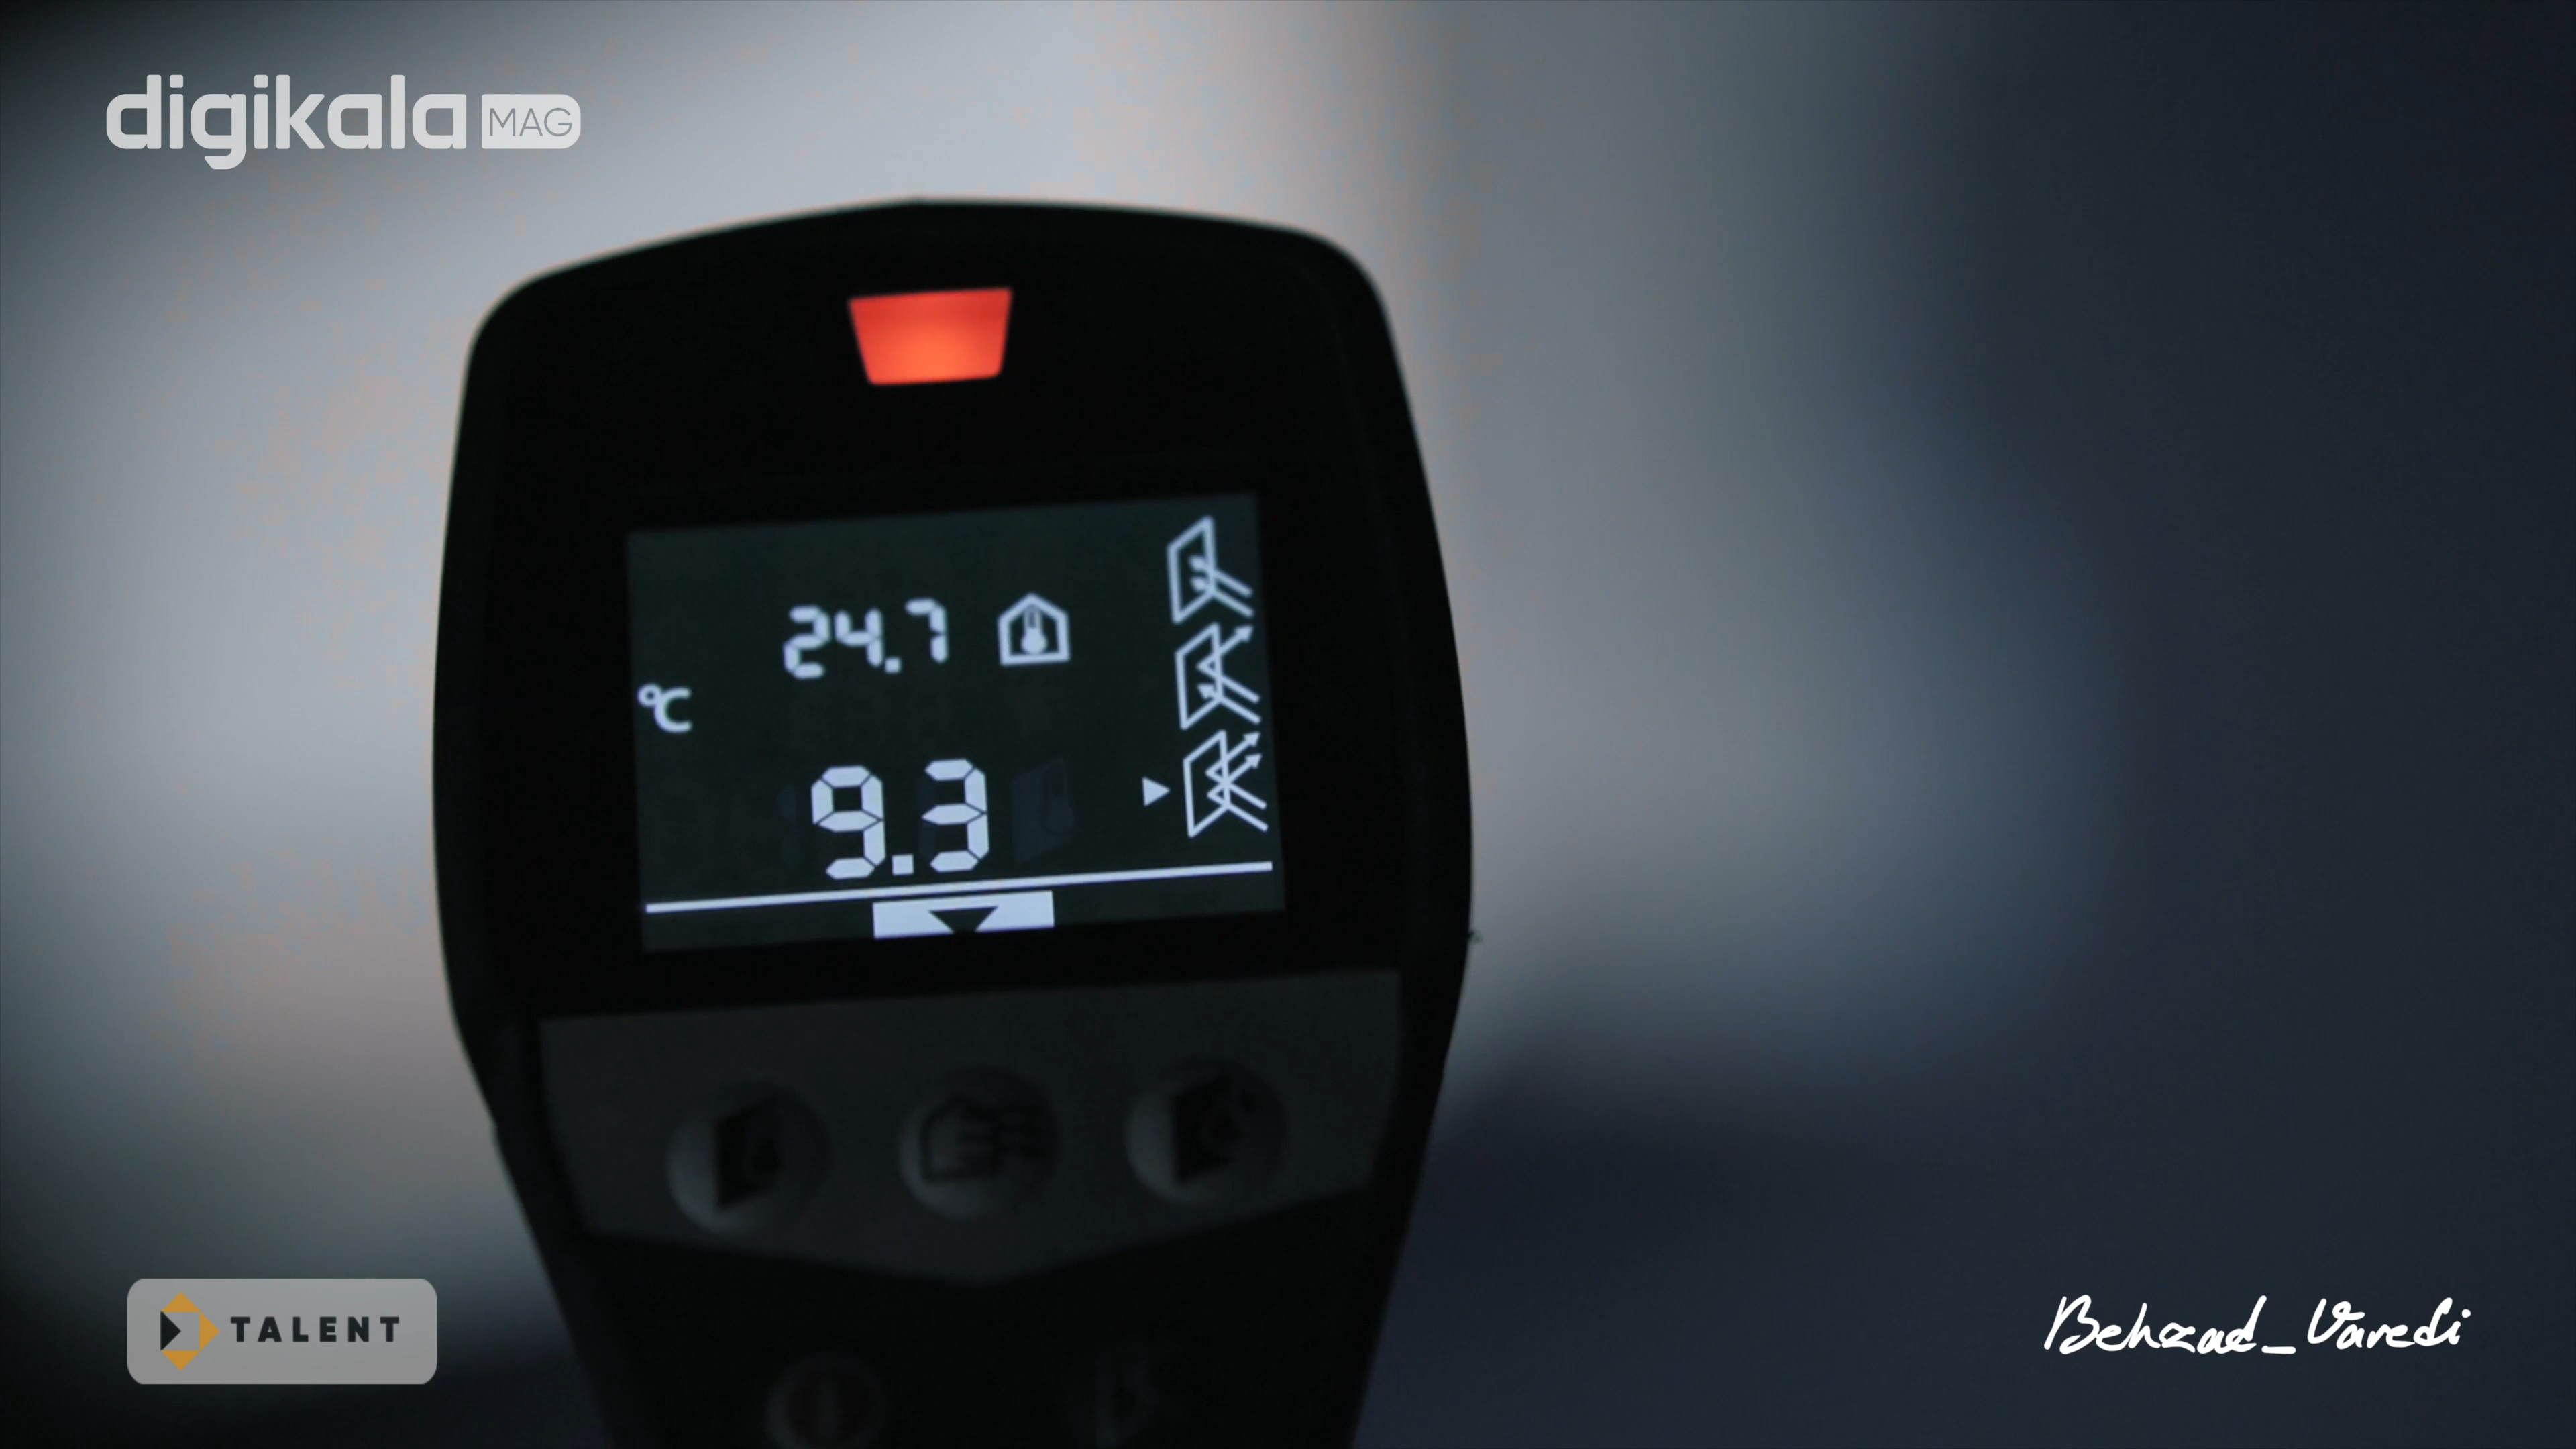 digikala MAG
24.7
°C
9.3
TALENT
Behzad_Varedi